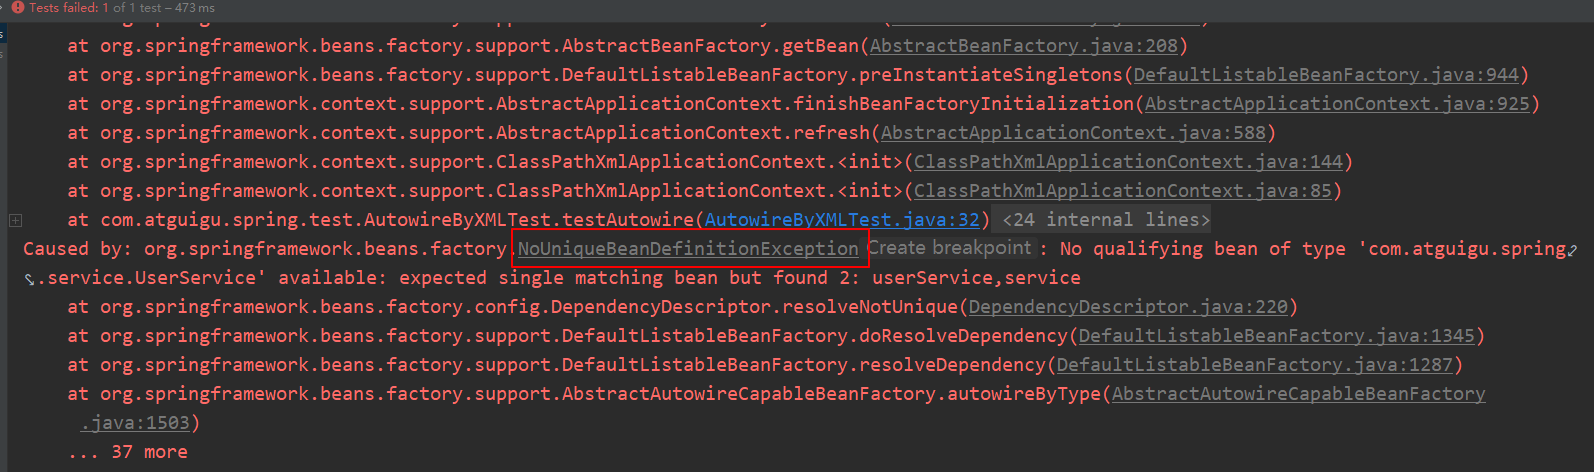 Tests failed: 1 of 1 test – 473 ms
at org.springframework.beans.factory.support.AbstractBeanFactory.getBean(AbstractBeanFactory.java:208)
at org.springframework.beans.factory.support.DefaultListableBeanFactory.preInstantiateSingletons(DefaultListableBeanFactory.java:944)
at org.springframework.context.support.AbstractApplicationContext.finishBeanFactoryInitialization(AbstractApplicationContext.java:925)
at org.springframework.context.support.AbstractApplicationContext.refresh(AbstractApplicationContext.java:588)
at org.springframework.context.support.ClassPathXmlApplicationContext.<init>(ClassPathXmlApplicationContext.java:144)
at org.springframework.context.support.ClassPathXmlApplicationContext.<init>(ClassPathXmlApplicationContext.java:85)
at com.atguigu.spring.test.AutowireByXMLTest.testAutowire(AutowireByXMLTest.java:32) <24 internal lines>
Caused by: org.springframework.beans.factory.NoUniqueBeanDefinitionException Create breakpoint : No qualifying bean of type 'com.atguigu.spring
.service.UserService' available: expected single matching bean but found 2: userService,service
at org.springframework.beans.factory.config.DependencyDescriptor.resolveNotUnique(DependencyDescriptor.java:220)
at org.springframework.beans.factory.support.DefaultListableBeanFactory.doResolveDependency(DefaultListableBeanFactory.java:1345)
at org.springframework.beans.factory.support.DefaultListableBeanFactory.resolveDependency(DefaultListableBeanFactory.java:1287)
at org.springframework.beans.factory.support.AbstractAutowireCapableBeanFactory.autowireByType(AbstractAutowireCapableBeanFactory
.java:1503)
... 37 more